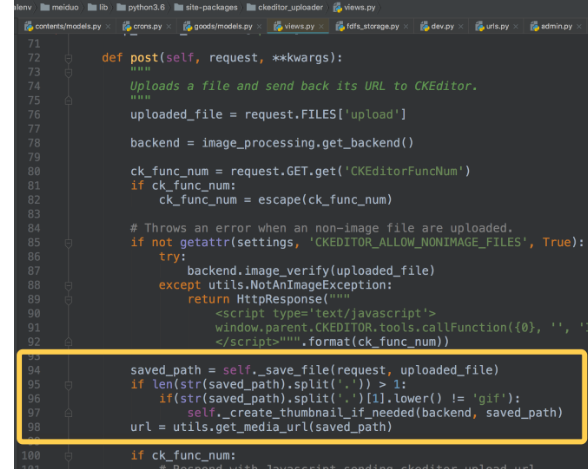 alenv meiduo lib python3.6 site-packages ckeditor_uploader views.py
contents/models.py × crons.py × goods/models.py × views.py × fdfs_storage.py × dev.py × urls.py × admin.py ×
71
72 def post(self, request, **kwargs):
73 """
74 Uploads a file and send back its URL to CKEditor.
75 """
76 uploaded_file = request.FILES['upload']
77
78 backend = image_processing.get_backend()
79
80 ck_func_num = request.GET.get('CKEditorFuncNum')
81 if ck_func_num:
82 ck_func_num = escape(ck_func_num)
83
84 # Throws an error when an non-image file are uploaded.
85 if not getattr(settings, 'CKEDITOR_ALLOW_NONIMAGE_FILES', True):
86 try:
87 backend.image_verify(uploaded_file)
88 except utils.NotAnImageException:
89 return HttpResponse("""
90 <script type='text/javascript'>
91 window.parent.CKEDITOR.tools.callFunction({0}, '',
92 </script>""".format(ck_func_num))
93
94 saved_path = self._save_file(request, uploaded_file)
95 if len(str(saved_path).split('.')) > 1:
96 if(str(saved_path).split('.')[1].lower() != 'gif'):
97 self._create_thumbnail_if_needed(backend, saved_path)
98 url = utils.get_media_url(saved_path)
99
100 if ck_func_num:
101 # Respond with Javascript sending ckeditor upload url.